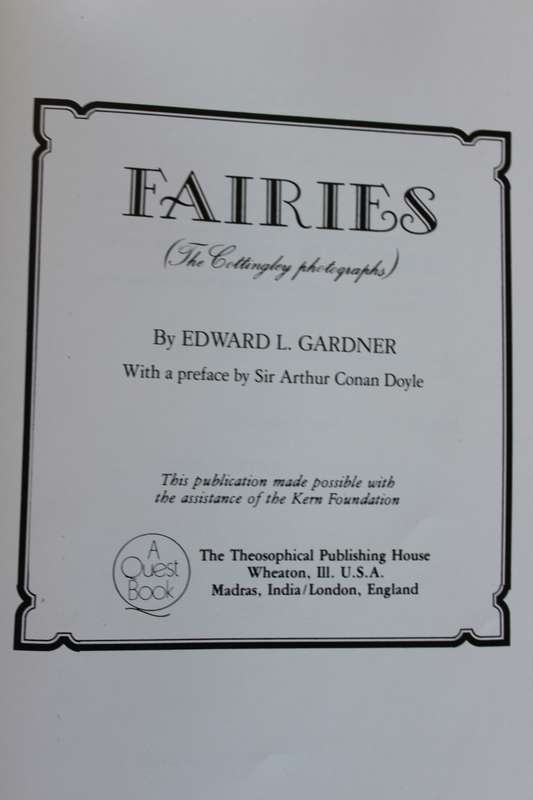 FAIRIES
(The Cottingley photographs)
By EDWARD L. GARDNER
With a preface by Sir Arthur Conan Doyle
This publication made possible with
the assistance of the Kern Foundation
A
Quest
Book
The Theosophical Publishing House
Wheaton, Ill. U.S.A.
Madras, India/London, England